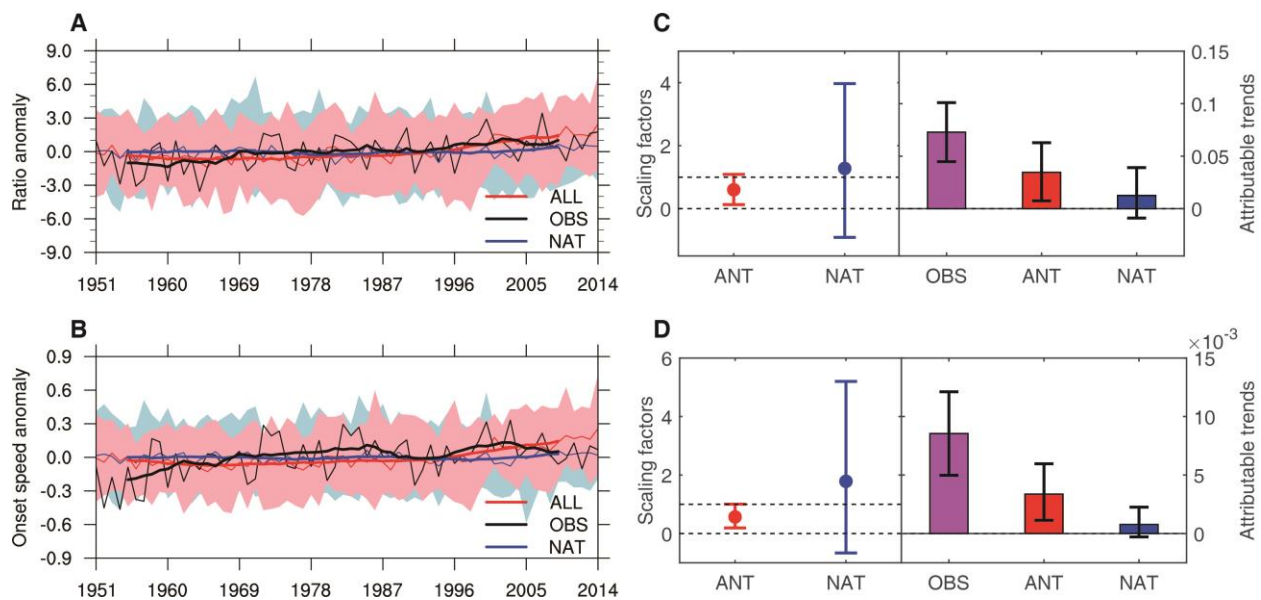 A
Ratio anomaly
9.0
6.0
3.0
0.0
-3.0
-6.0
-9.0
ALL
OBS
NAT
1951 1960 1969 1978 1987 1996 2005 2014
C
Scaling factors
4
2
0
0.15
0.1
0.05
0
Attributable trends
ANT NAT OBS ANT NAT
B
Onset speed anomaly
0.9
0.6
0.3
0.0
-0.3
-0.6
-0.9
ALL
OBS
NAT
1951 1960 1969 1978 1987 1996 2005 2014
D
×10⁻³
Scaling factors
6
4
2
0
15
10
5
0
Attributable trends
ANT NAT OBS ANT NAT